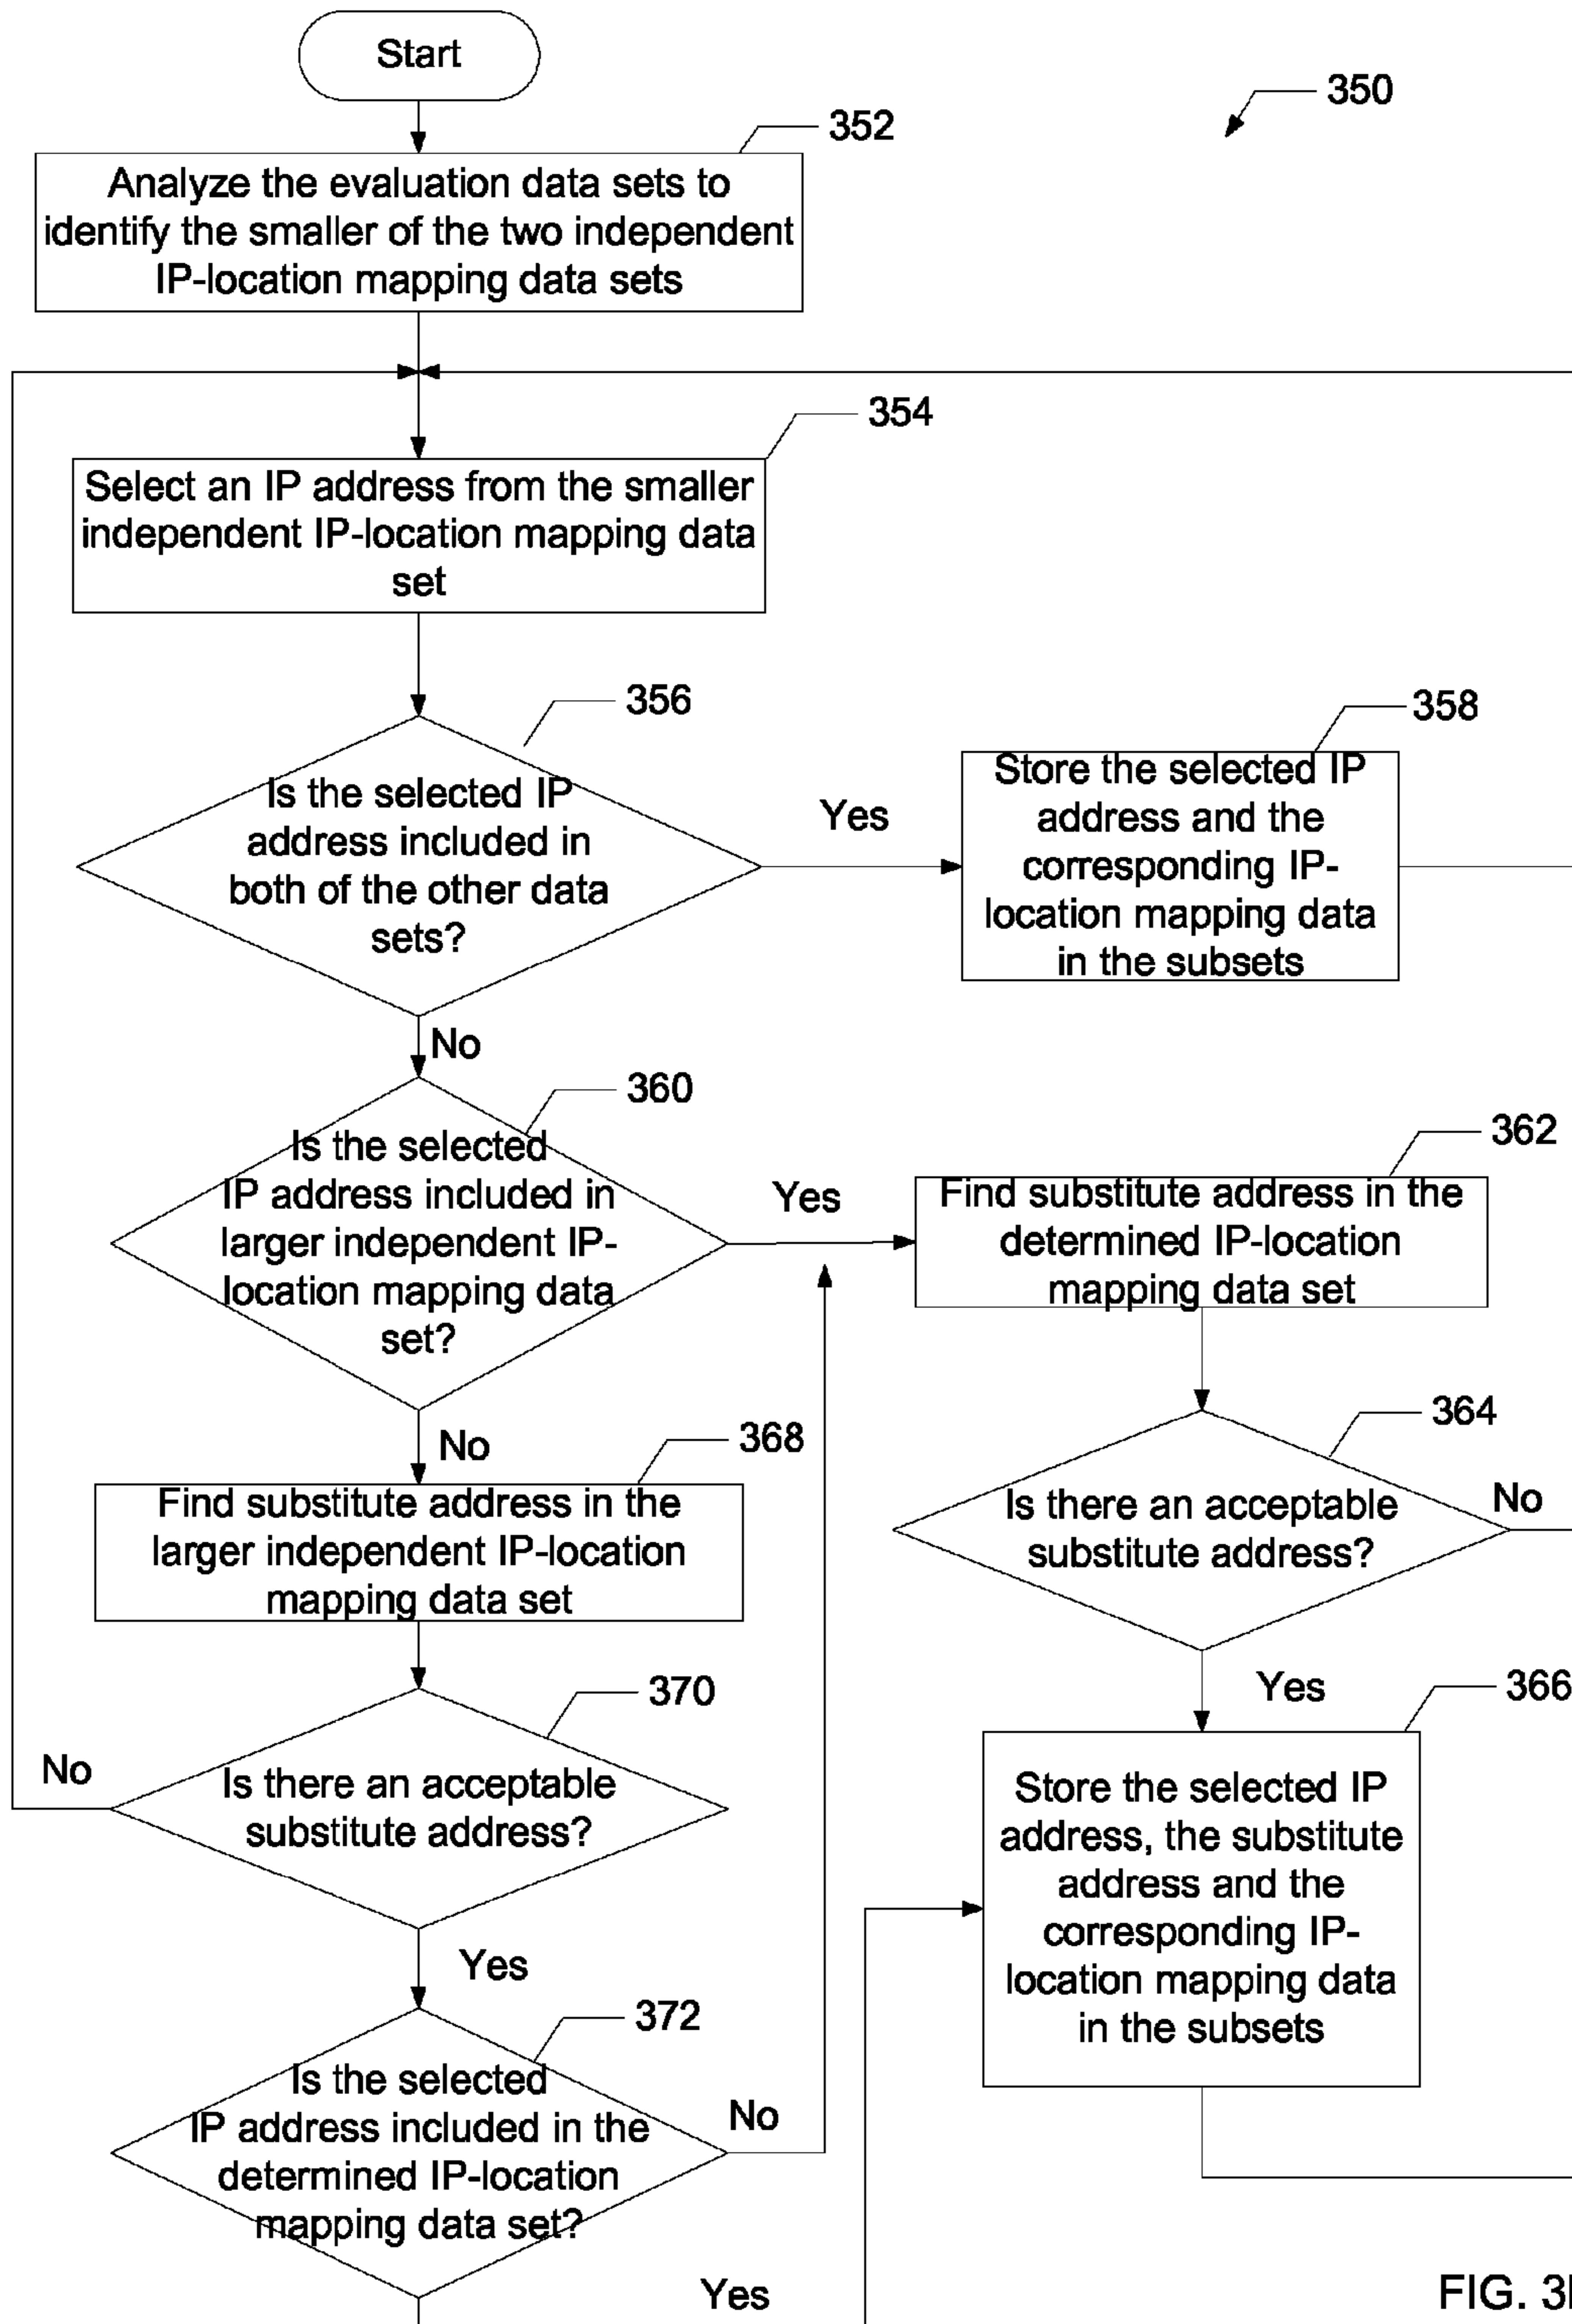 Start
350
352
Analyze the evaluation data sets to
identify the smaller of the two independent
IP-location mapping data sets
354
Select an IP address from the smaller
independent IP-location mapping data
set
356
Is the selected IP
address included in
both of the other data
sets?
Yes
358
Store the selected IP
address and the
corresponding IP-
location mapping data
in the subsets
No
360
Is the selected
IP address included in
larger independent IP-
location mapping data
set?
Yes
362
Find substitute address in the
determined IP-location
mapping data set
No
368
Find substitute address in the
larger independent IP-location
mapping data set
364
Is there an acceptable
substitute address?
No
Yes
370
Is there an acceptable
substitute address?
No
Yes
366
Store the selected IP
address, the substitute
address and the
corresponding IP-
location mapping data
in the subsets
372
Is the selected
IP address included in the
determined IP-location
mapping data set?
No
Yes
FIG.